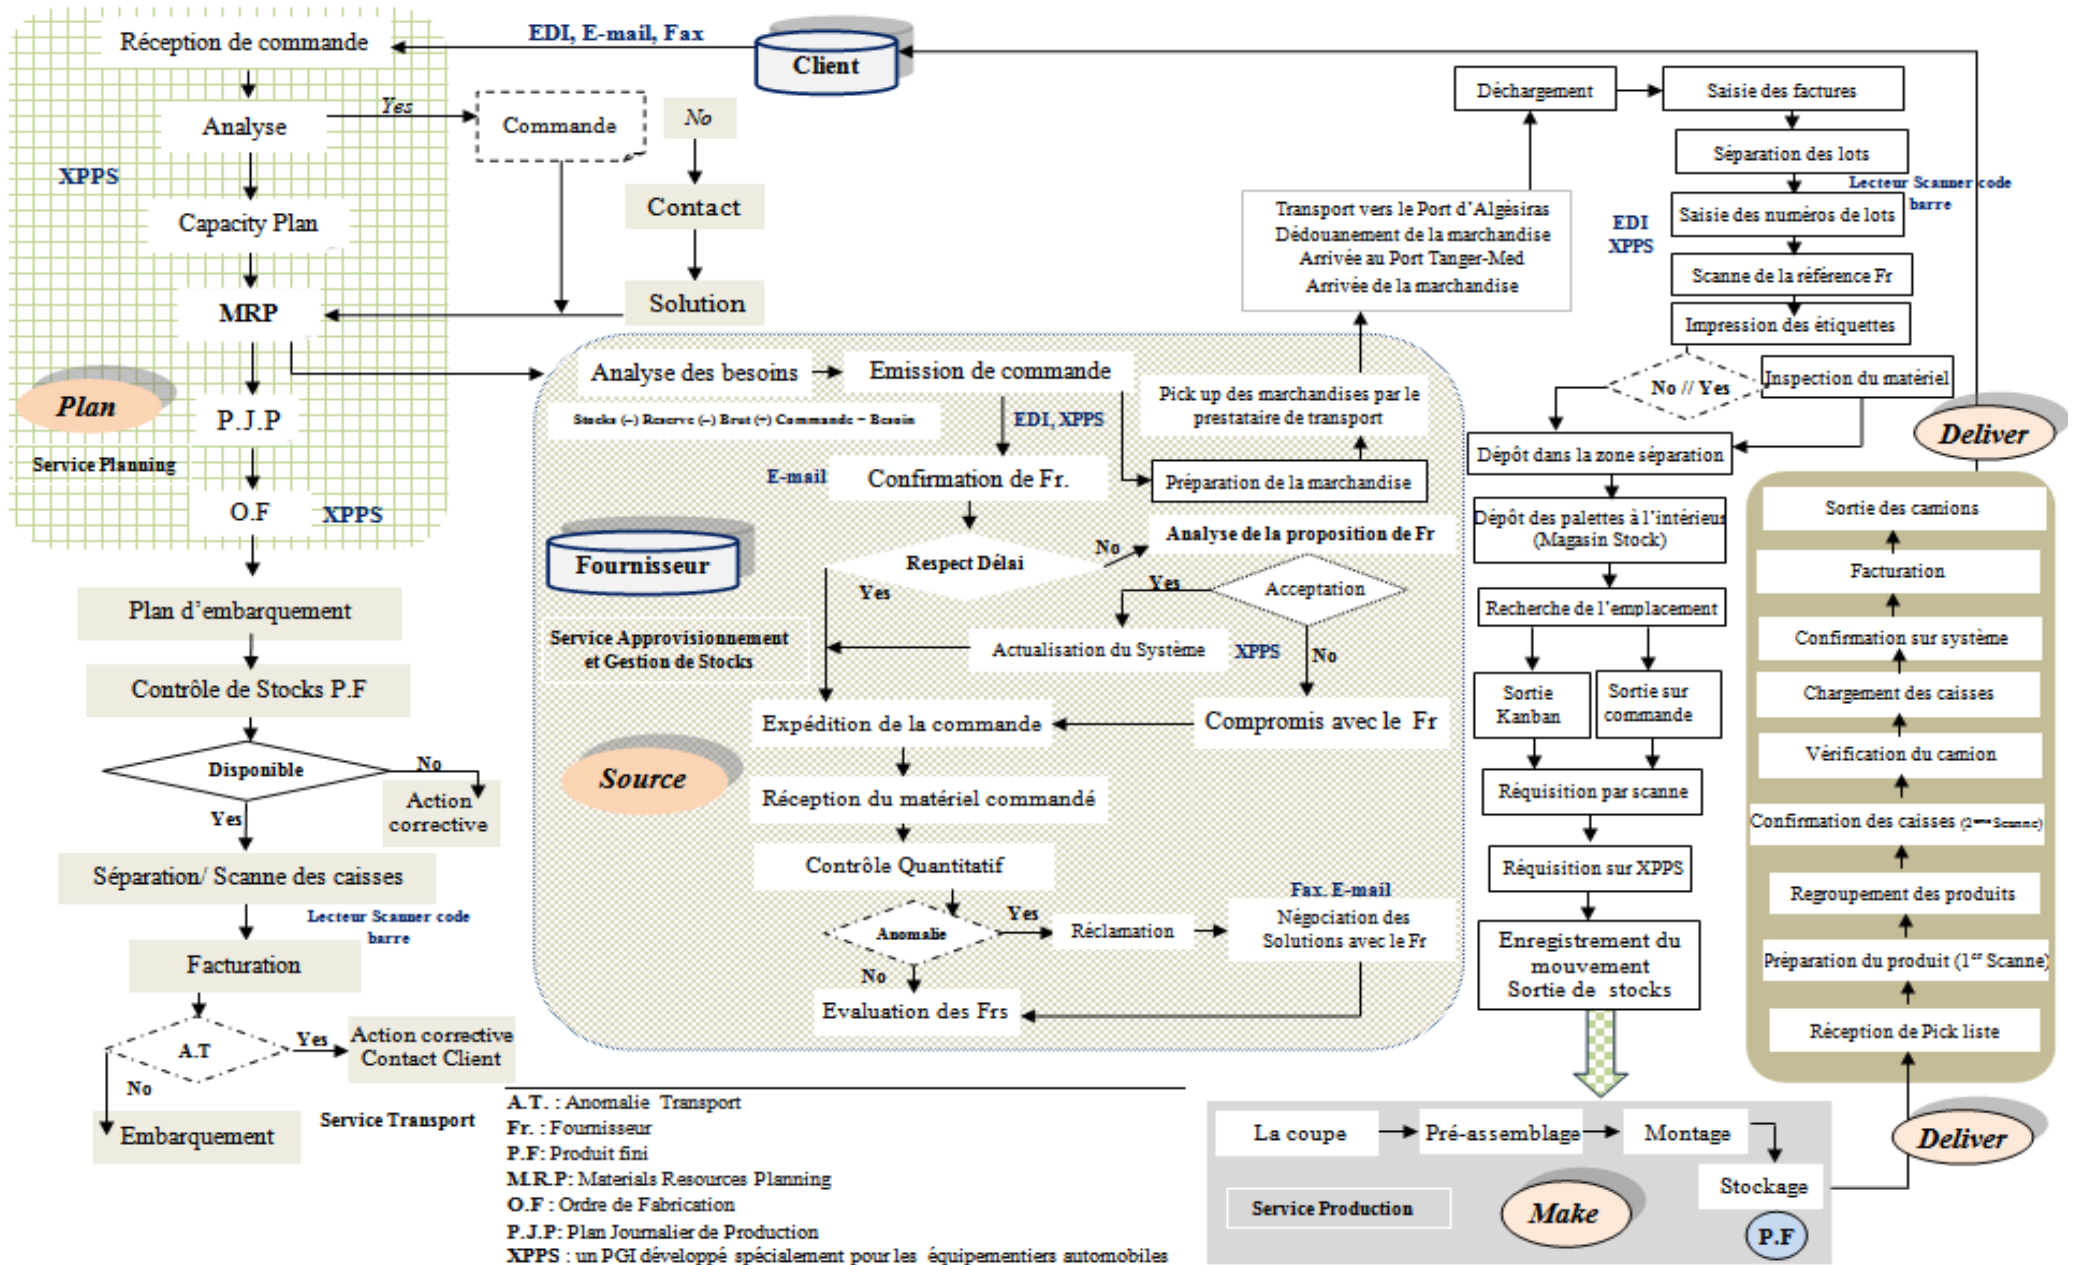 Réception de commande
EDI, E-mail, Fax
Client
Analyse
Yes
Commande
No
XPPS
Capacity Plan
Contact
MRP
Solution
Plan
P.J.P
Service Planning
O.F
XPPS
Plan d’embarquement
Contrôle de Stocks P.F
Disponible
No
Action
corrective
Yes
Séparation/ Scanne des caisses
Lecteur Scanner code
barre
Facturation
A.T
Yes
Action corrective
Contact Client
No
Embarquement
Service Transport
Analyse des besoins
Emission de commande
Stocks (–) Reserve (–) Brut (+) Commande = Besoin
EDI, XPPS
E-mail
Confirmation de Fr.
Préparation de la marchandise
Pick up des marchandises par le
prestataire de transport
Fournisseur
Respect Délai
No
Analyse de la proposition de Fr
Yes
Yes
Acceptation
Service Approvisionnement
et Gestion de Stocks
Actualisation du Système
XPPS
No
Expédition de la commande
Compromis avec le Fr
Source
Réception du matériel commandé
Contrôle Quantitatif
Anomalie
Yes
Réclamation
Fax. E-mail
Négociation des
Solutions avec le Fr
No
Evaluation des Frs
Transport vers le Port d’Algésiras
Dédouanement de la marchandise
Arrivée au Port Tanger-Med
Arrivée de la marchandise
Déchargement
Saisie des factures
Séparation des lots
Lecteur Scanner code
barre
Saisie des numéros de lots
EDI
XPPS
Scanne de la référence Fr
Impression des étiquettes
No // Yes
Inspection du matériel
Dépôt dans la zone séparation
Dépôt des palettes à l’intérieus
(Magasin Stock)
Recherche de l’emplacement
Sortie
Kanban
Sortie sur
commande
Réquisition par scanne
Réquisition sur XPPS
Enregistrement du
mouvement
Sortie de stocks
Deliver
Sortie des camions
Facturation
Confirmation sur système
Chargement des caisses
Vérification du camion
Confirmation des caisses (2ème Scanne)
Regroupement des produits
Préparation du produit (1er Scanne)
Réception de Pick liste
Deliver
La coupe
Pré-assemblage
Montage
Stockage
Service Production
Make
P.F
A.T. : Anomalie Transport
Fr. : Fournisseur
P.F: Produit fini
M.R.P: Materials Resources Planning
O.F : Ordre de Fabrication
P.J.P: Plan Journalier de Production
XPPS : un PGI développé spécialement pour les équipementiers automobiles